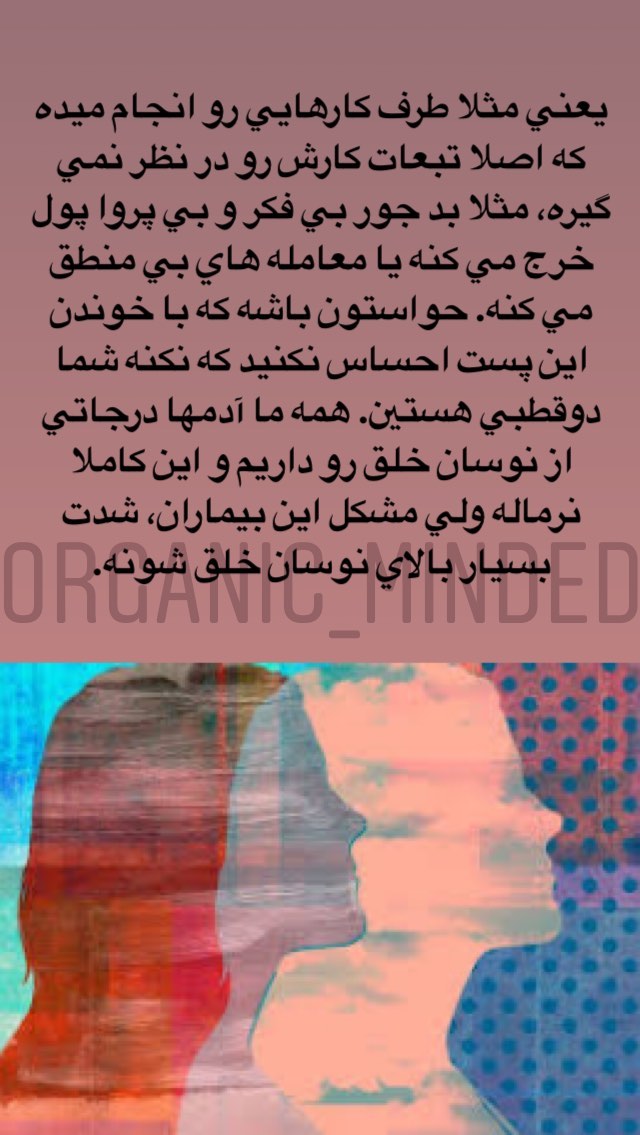 يعني مثلا طرف كارهايي رو انجام ميده
كه اصلا تبعات كارش رو در نظر نمي
گيره، مثلا بد جور بي فكر و بي پروا پول
خرج مي كنه يا معامله هاي بي منطق
مي كنه. حواستون باشه كه با خوندن
اين پست احساس نكنيد كه نكنه شما
دوقطبي هستين. همه ما آدمها درجاتي
از نوسان خلق رو داريم و اين كاملا
نرماله ولي مشكل اين بيماران، شدت
بسيار بالاي نوسان خلق شونه.
ORGANIC_MINDED